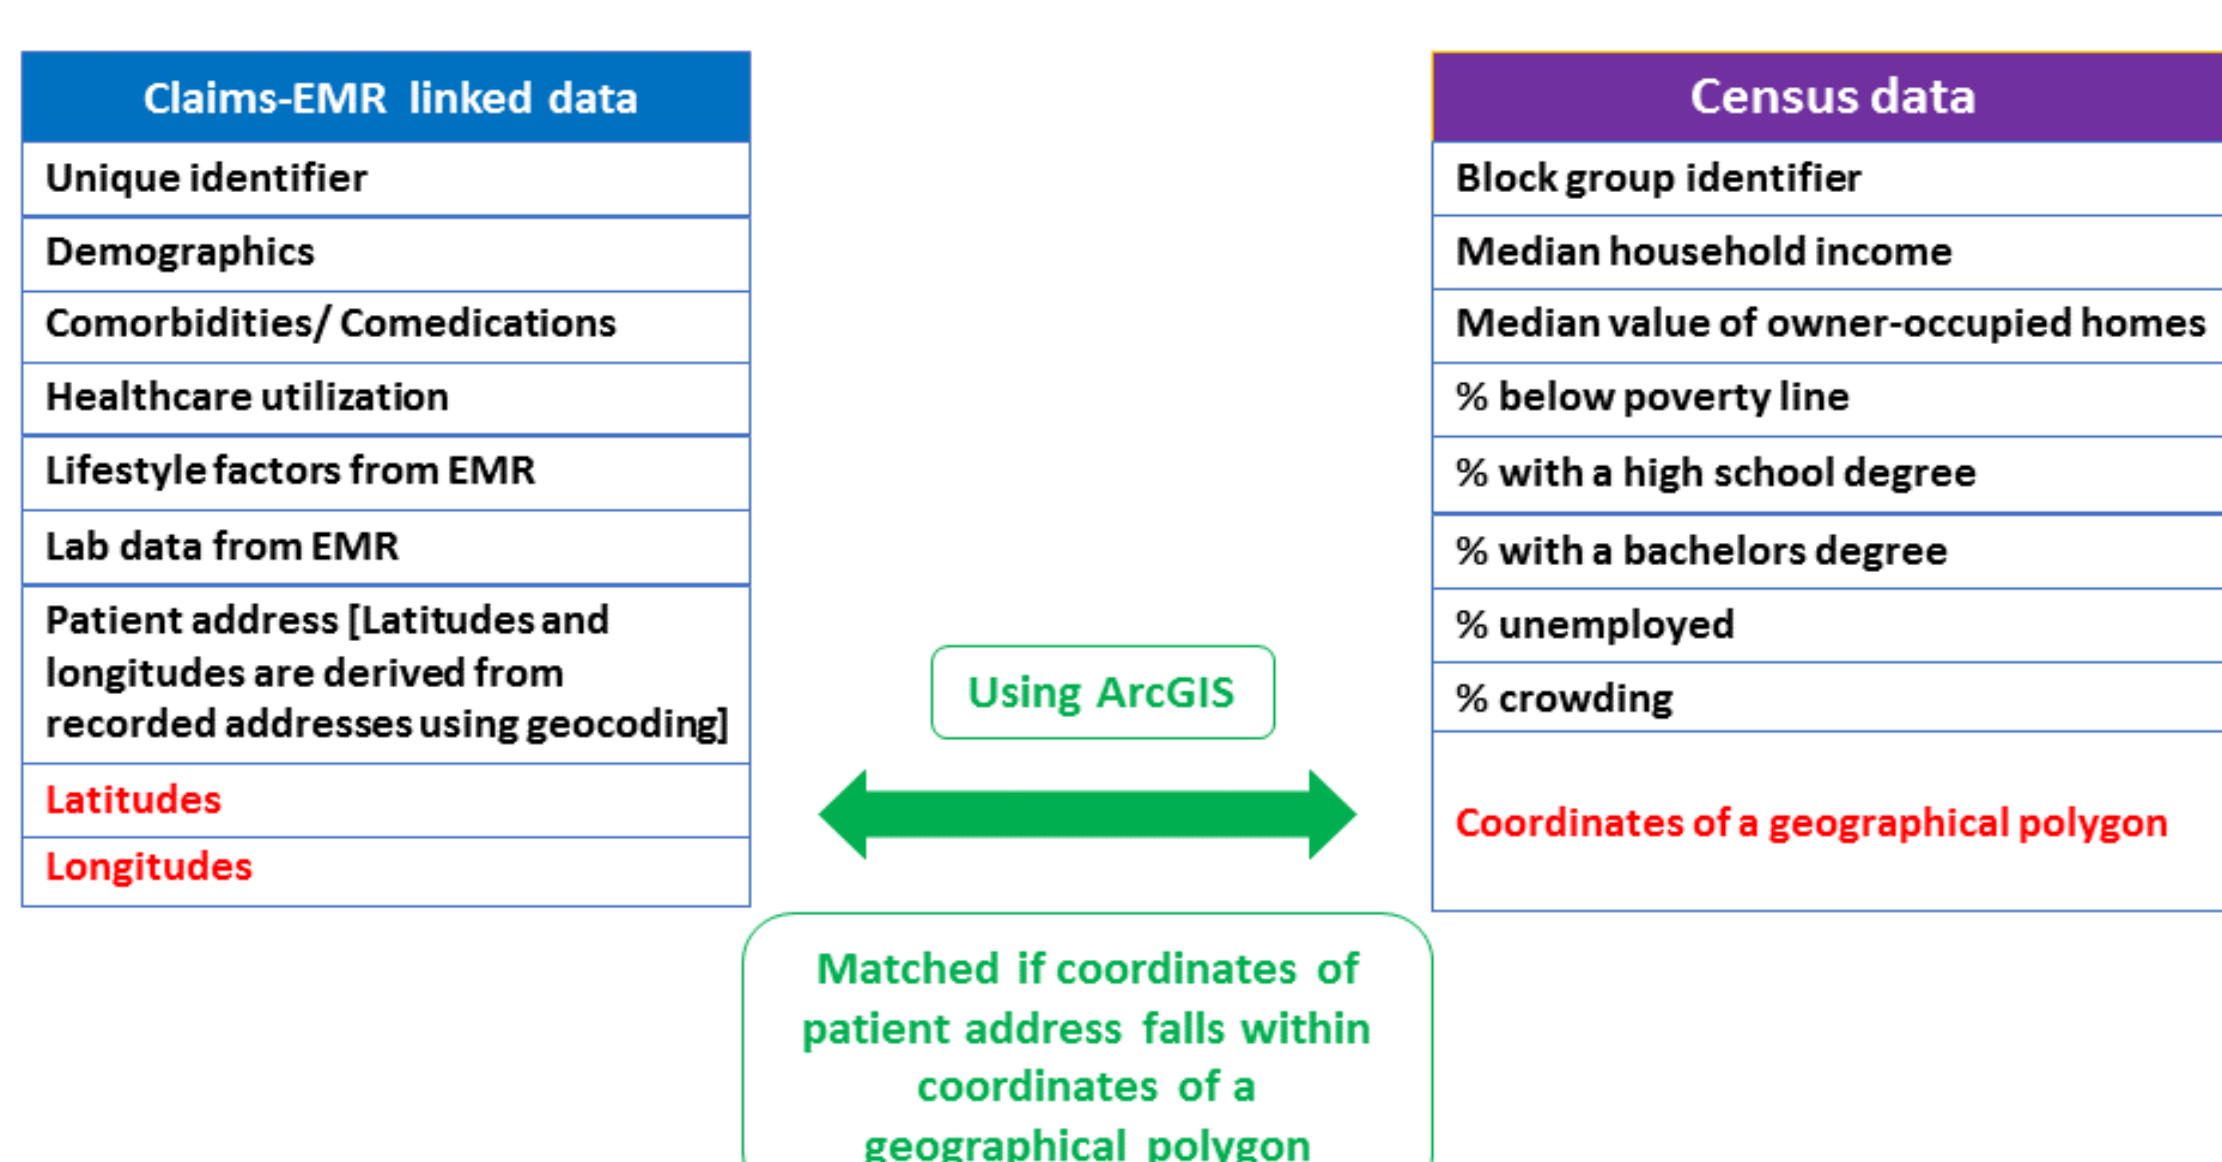 Claims-EMR linked data
Unique identifier
Demographics
Comorbidities/ Comedications
Healthcare utilization
Lifestyle factors from EMR
Lab data from EMR
Patient address [Latitudes and
longitudes are derived from
recorded addresses using geocoding]
Latitudes
Longitudes
Using ArcGIS
Matched if coordinates of
patient address falls within
coordinates of a
geographical polygon
Census data
Block group identifier
Median household income
Median value of owner-occupied homes
% below poverty line
% with a high school degree
% with a bachelors degree
% unemployed
% crowding
Coordinates of a geographical polygon